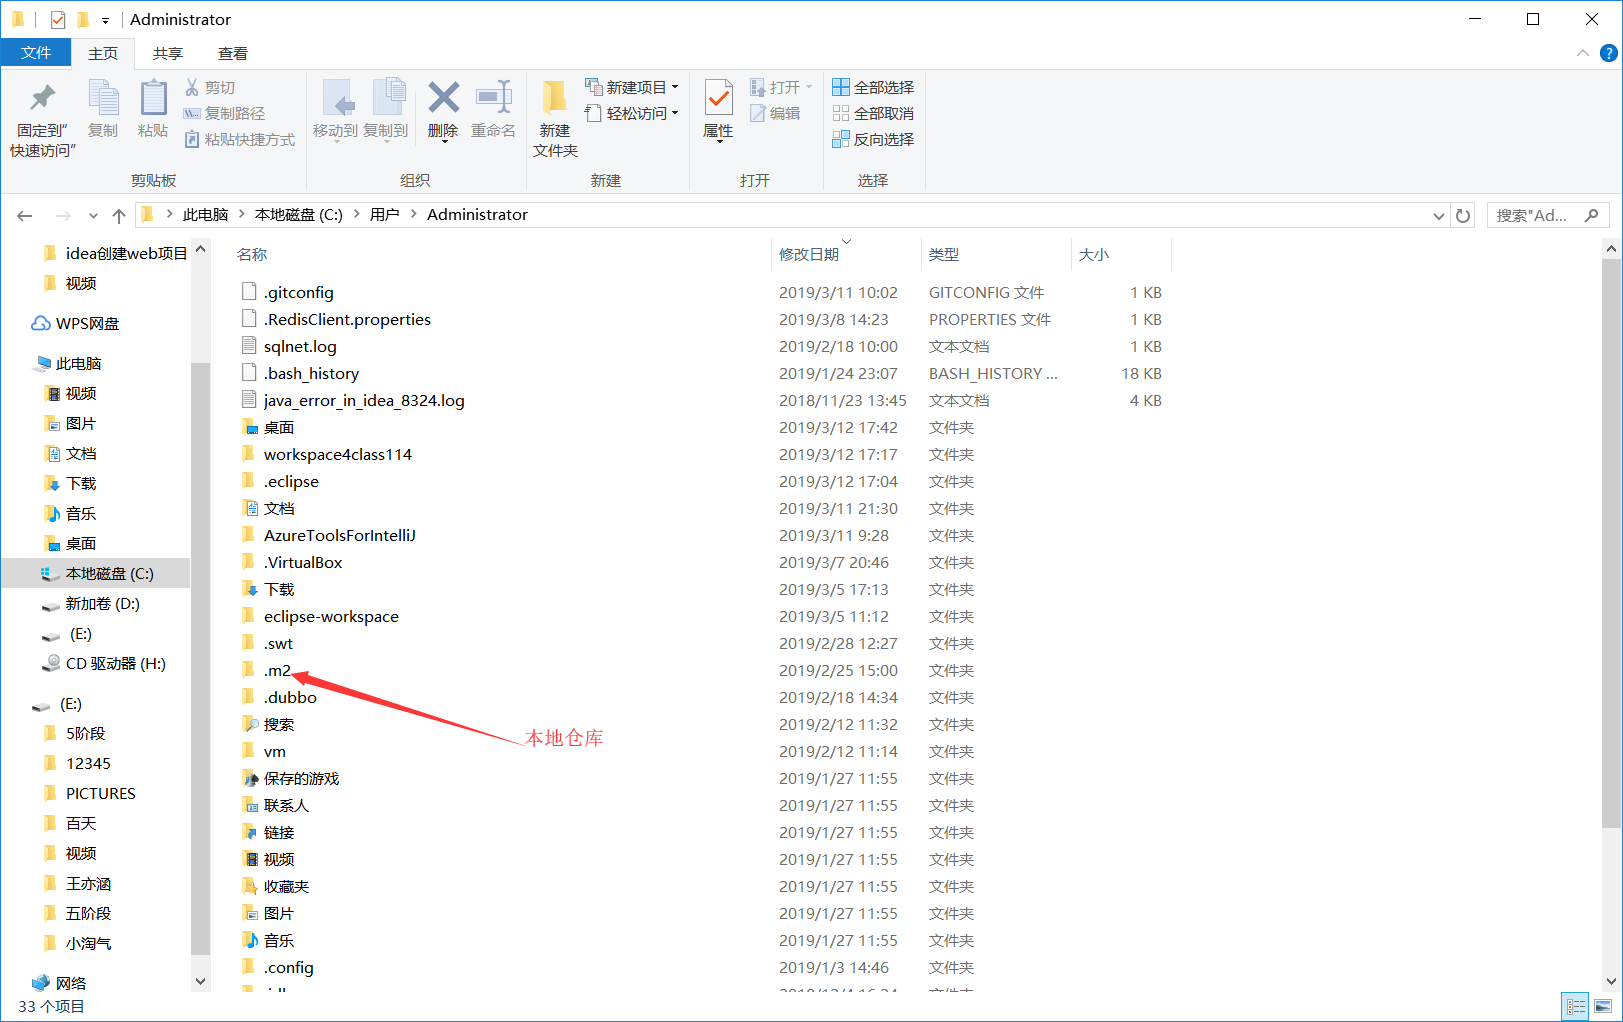 Administrator
文件 主页 共享 查看
固定到“快速访问” 复制 粘贴 剪切 复制路径 粘贴快捷方式
移动到 复制到 删除 重命名
新建文件夹 新建项目 轻松访问
属性 打开 编辑
全部选择 全部取消 反向选择
剪贴板 组织 新建 打开 选择
此电脑 本地磁盘 (C:) 用户 Administrator
搜索"Ad...
idea创建web项目
视频
WPS网盘
此电脑
视频
图片
文档
下载
音乐
桌面
本地磁盘 (C:)
新加卷 (D:)
(E:)
CD 驱动器 (H:)
(E:)
5阶段
12345
PICTURES
百天
视频
王亦涵
五阶段
小淘气
网络
名称 修改日期 类型 大小
.gitconfig 2019/3/11 10:02 GITCONFIG 文件 1 KB
.RedisClient.properties 2019/3/8 14:23 PROPERTIES 文件 1 KB
sqlnet.log 2019/2/18 10:00 文本文档 1 KB
.bash_history 2019/1/24 23:07 BASH_HISTORY ... 18 KB
java_error_in_idea_8324.log 2018/11/23 13:45 文本文档 4 KB
桌面 2019/3/12 17:42 文件夹
workspace4class114 2019/3/12 17:17 文件夹
.eclipse 2019/3/12 17:04 文件夹
文档 2019/3/11 21:30 文件夹
AzureToolsForIntelliJ 2019/3/11 9:28 文件夹
.VirtualBox 2019/3/7 20:46 文件夹
下载 2019/3/5 17:13 文件夹
eclipse-workspace 2019/3/5 11:12 文件夹
.swt 2019/2/28 12:27 文件夹
.m2 2019/2/25 15:00 文件夹
.dubbo 2019/2/18 14:34 文件夹
搜索 2019/2/12 11:32 文件夹
本地仓库
vm 2019/2/12 11:14 文件夹
保存的游戏 2019/1/27 11:55 文件夹
联系人 2019/1/27 11:55 文件夹
链接 2019/1/27 11:55 文件夹
视频 2019/1/27 11:55 文件夹
收藏夹 2019/1/27 11:55 文件夹
图片 2019/1/27 11:55 文件夹
音乐 2019/1/27 11:55 文件夹
.config 2019/1/3 14:46 文件夹
33 个项目